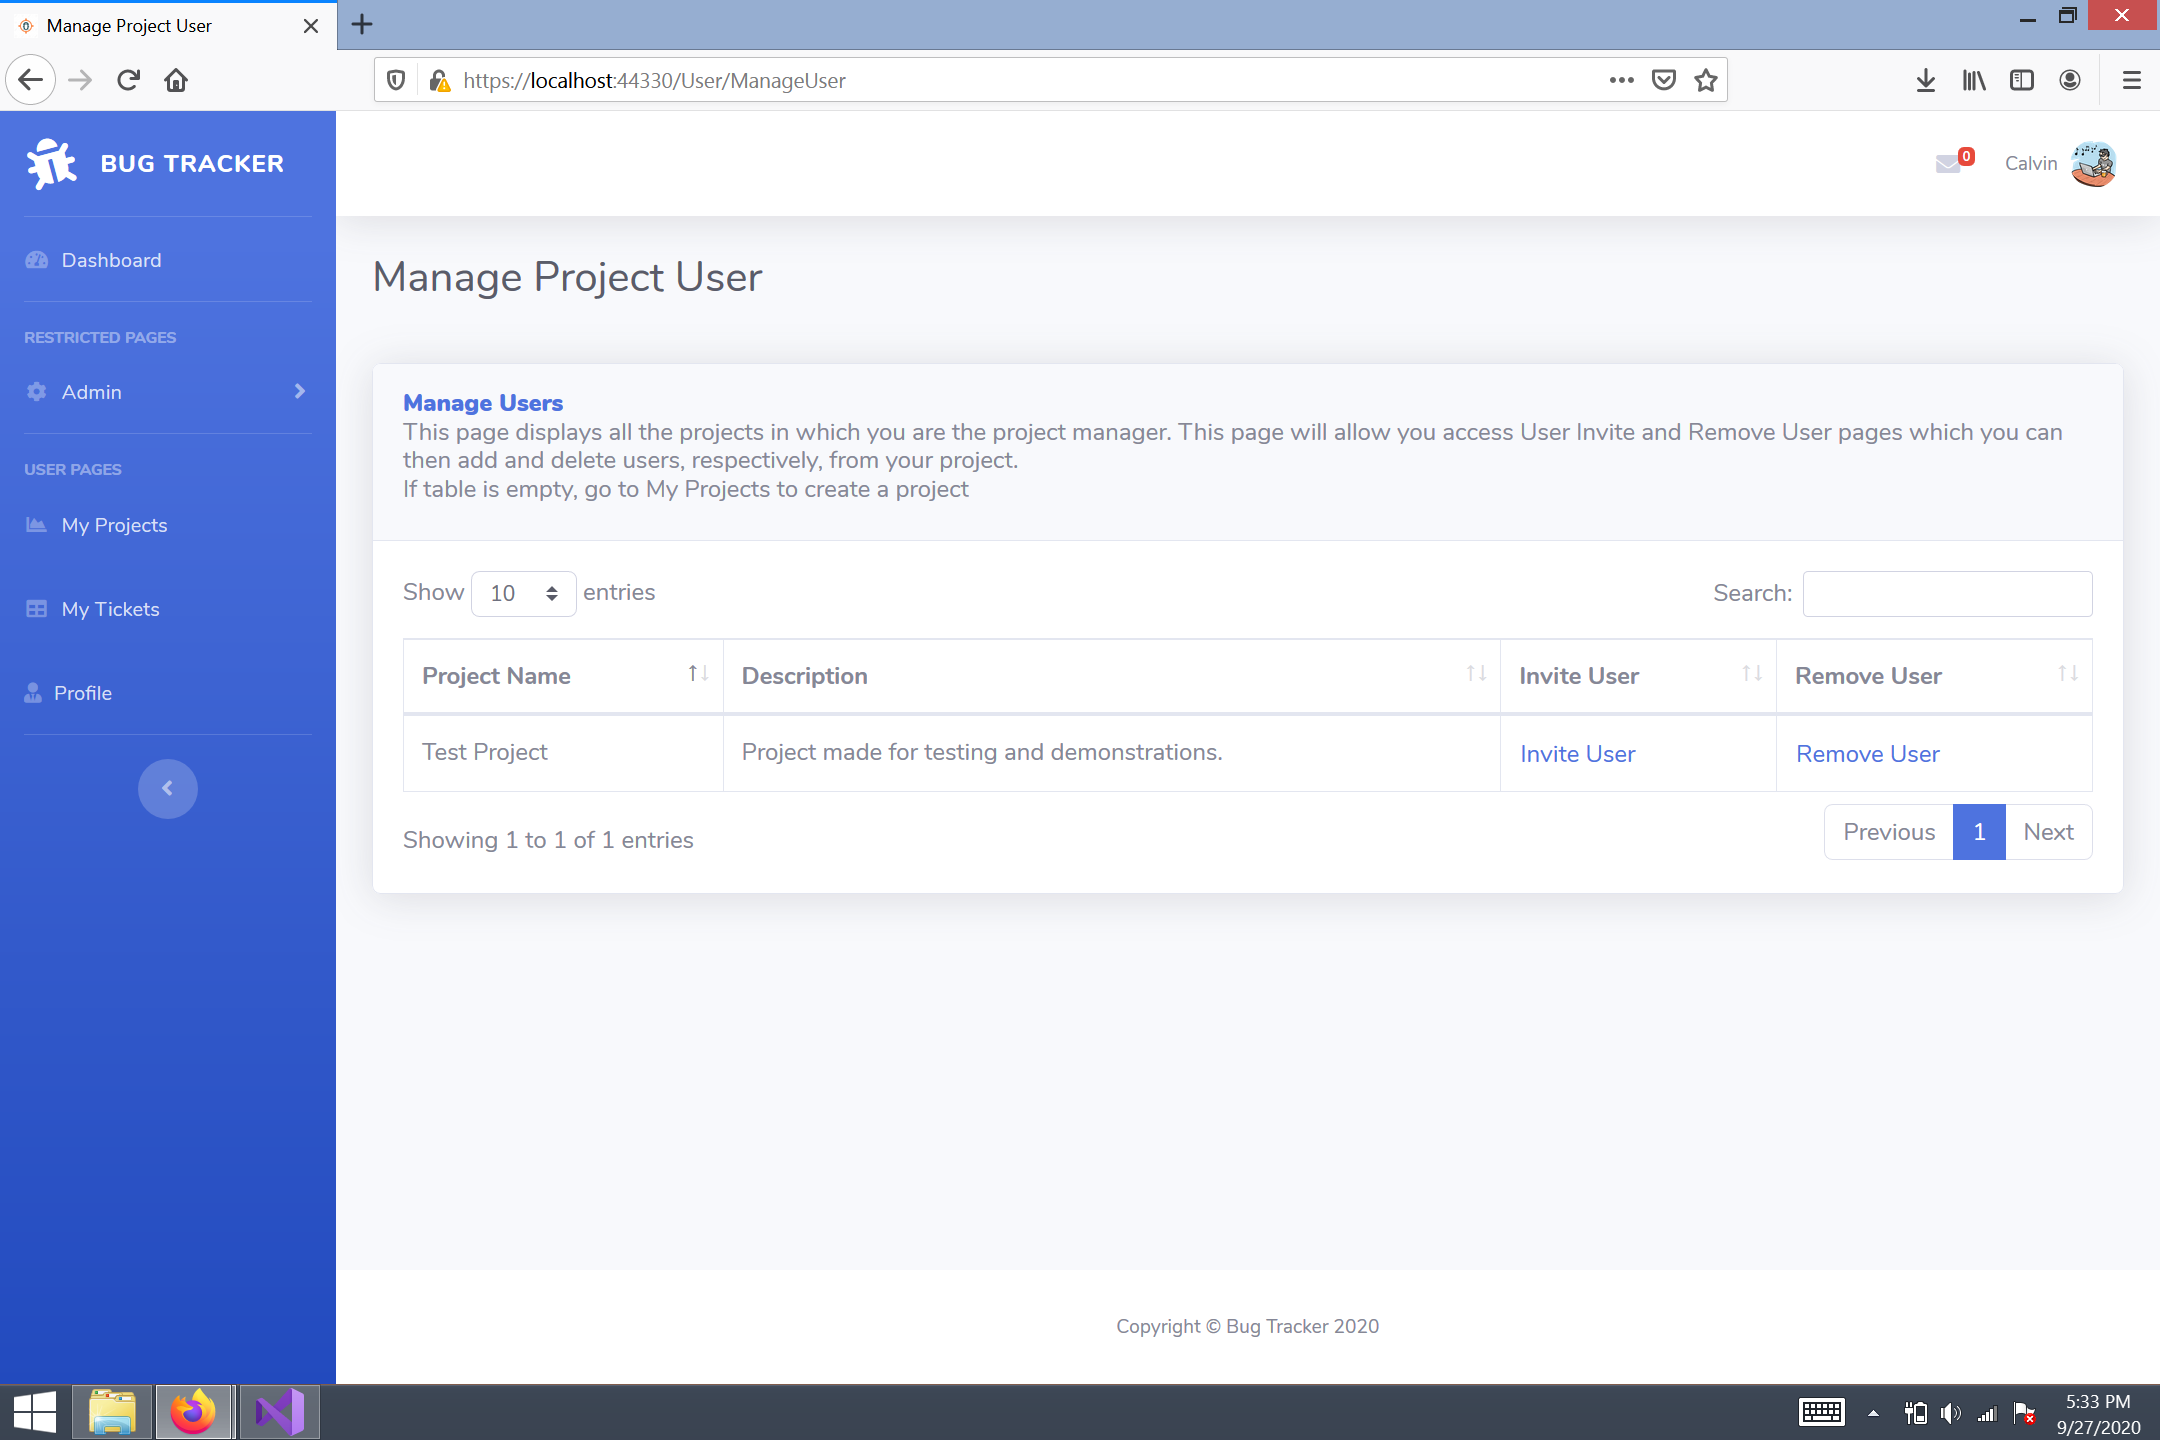 Manage Project User
https://localhost:44330/User/ManageUser
BUG TRACKER
0
Calvin
Dashboard
RESTRICTED PAGES
Admin
USER PAGES
My Projects
My Tickets
Profile
Manage Project User
Manage Users
This page displays all the projects in which you are the project manager. This page will allow you access User Invite and Remove User pages which you can
then add and delete users, respectively, from your project.
If table is empty, go to My Projects to create a project
Show 10 entries
Search:
Project Name Description Invite User Remove User
Test Project Project made for testing and demonstrations. Invite User Remove User
Showing 1 to 1 of 1 entries
Previous 1 Next
Copyright © Bug Tracker 2020
5:33 PM
9/27/2020